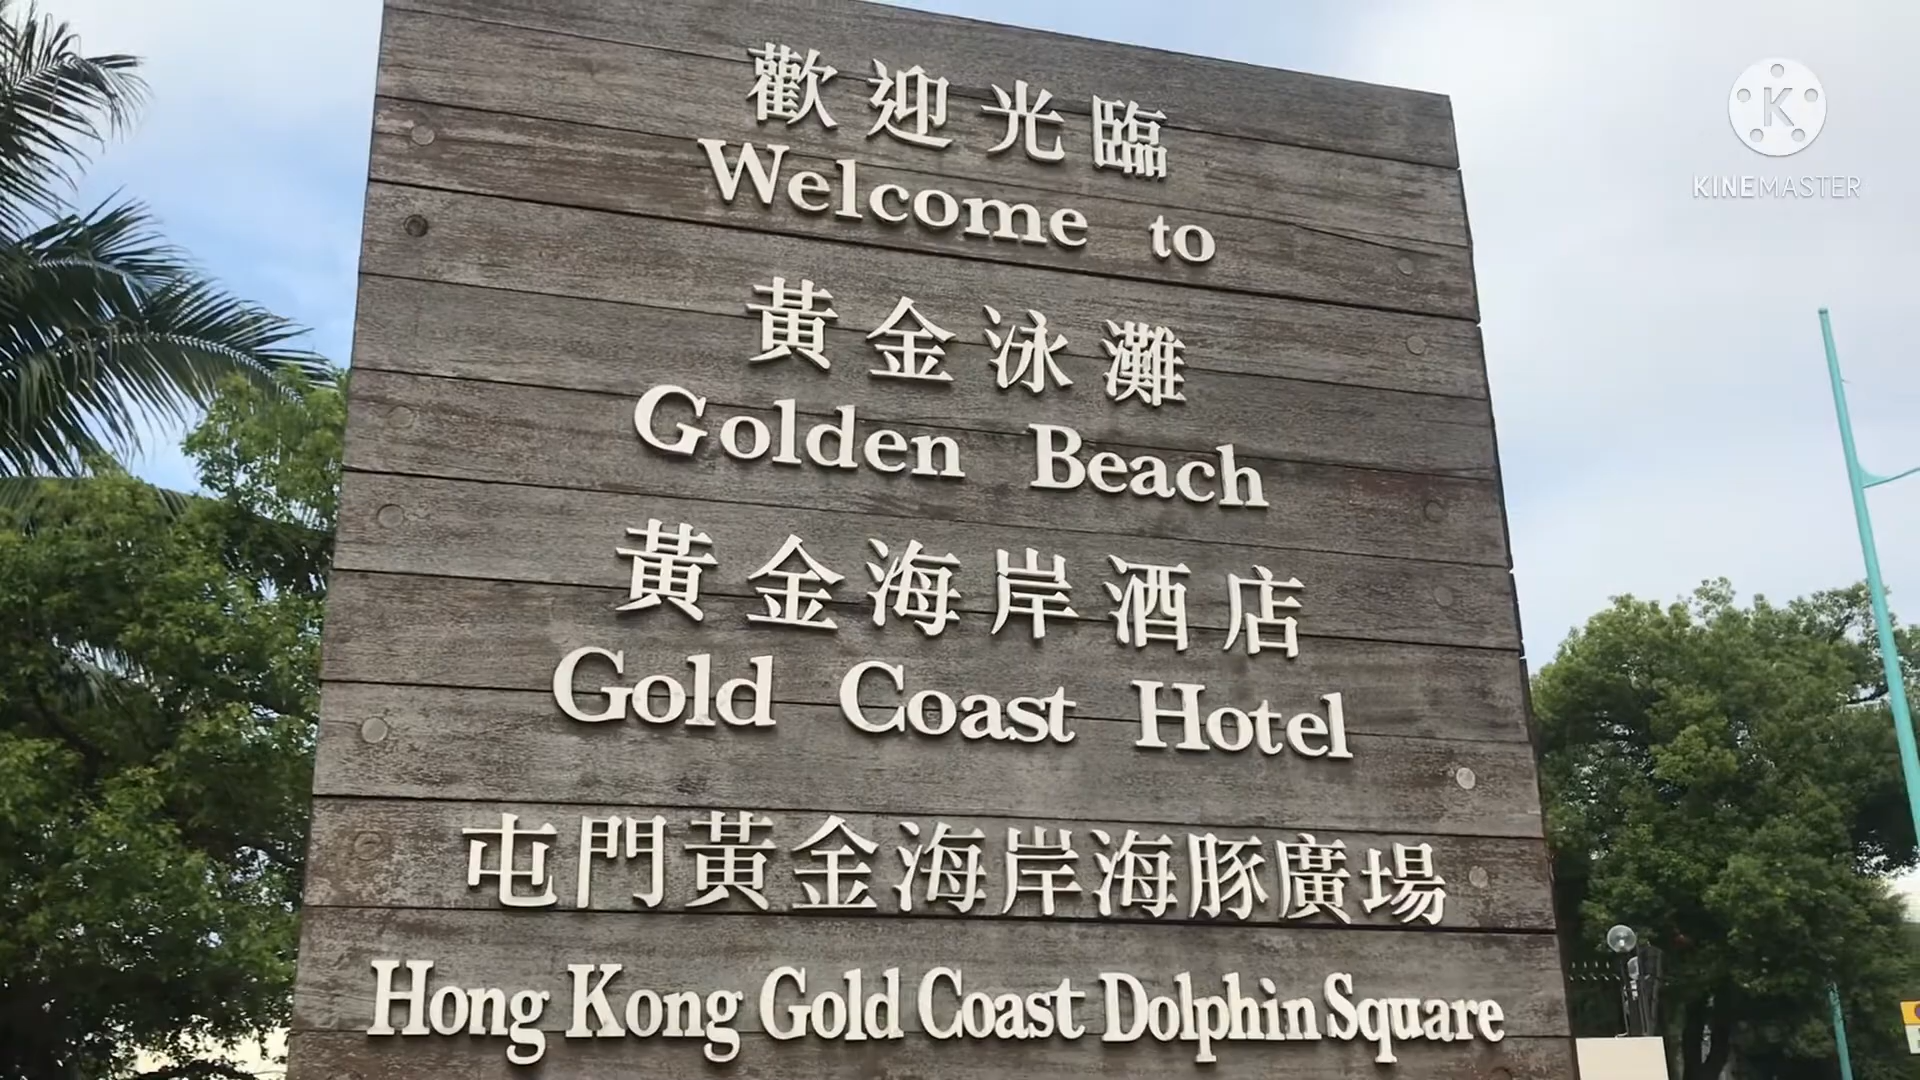 歡迎光臨
Welcome to
黃金泳灘
Golden Beach
黃金海岸酒店
Gold Coast Hotel
屯門黃金海岸海豚廣場
Hong Kong Gold Coast Dolphin Square
K
KINEMASTER